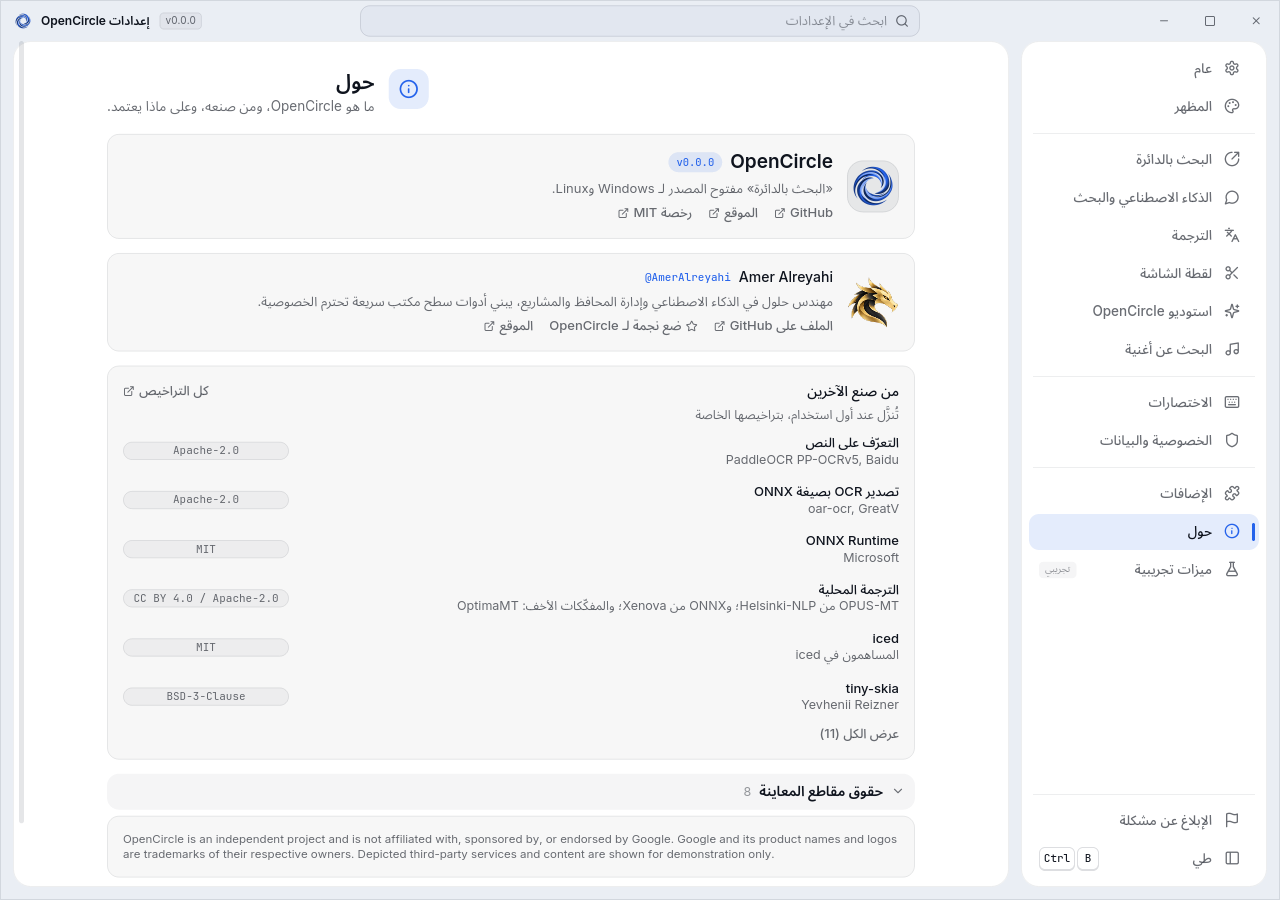 إعدادات OpenCircle
v0.0.0
ابحث في الإعدادات
عام
المظهر
البحث بالدائرة
الذكاء الاصطناعي والبحث
الترجمة
لقطة الشاشة
استوديو OpenCircle
البحث عن أغنية
الاختصارات
الخصوصية والبيانات
الإضافات
حول
ميزات تجريبية
تجريبي
الإبلاغ عن مشكلة
طي
Ctrl B
حول
ما هو OpenCircle، ومن صنعه، وعلى ماذا يعتمد.
OpenCircle v0.0.0
«البحث بالدائرة» مفتوح المصدر لـ Windows وLinux.
GitHub
الموقع
رخصة MIT
Amer Alreyahi @AmerAlreyahi
مهندس حلول في الذكاء الاصطناعي وإدارة المحافظ والمشاريع، يبني أدوات سطح مكتب سريعة تحترم الخصوصية.
الملف على GitHub
ضع نجمة لـ OpenCircle
الموقع
من صنع الآخرين
كل التراخيص
تُنزَّل عند أول استخدام، بتراخيصها الخاصة
التعرّف على النص
PaddleOCR PP-OCRv5, Baidu
Apache-2.0
تصدير OCR بصيغة ONNX
oar-ocr, GreatV
Apache-2.0
ONNX Runtime
Microsoft
MIT
الترجمة المحلية
OPUS-MT من Helsinki-NLP؛ وONNX من Xenova؛ والمفكّكات الأخف: OptimaMT
CC BY 4.0 / Apache-2.0
iced
المساهمون في iced
MIT
tiny-skia
Yevhenii Reizner
BSD-3-Clause
عرض الكل (11)
حقوق مقاطع المعاينة 8
OpenCircle is an independent project and is not affiliated with, sponsored by, or endorsed by Google. Google and its product names and logos
are trademarks of their respective owners. Depicted third-party services and content are shown for demonstration only.